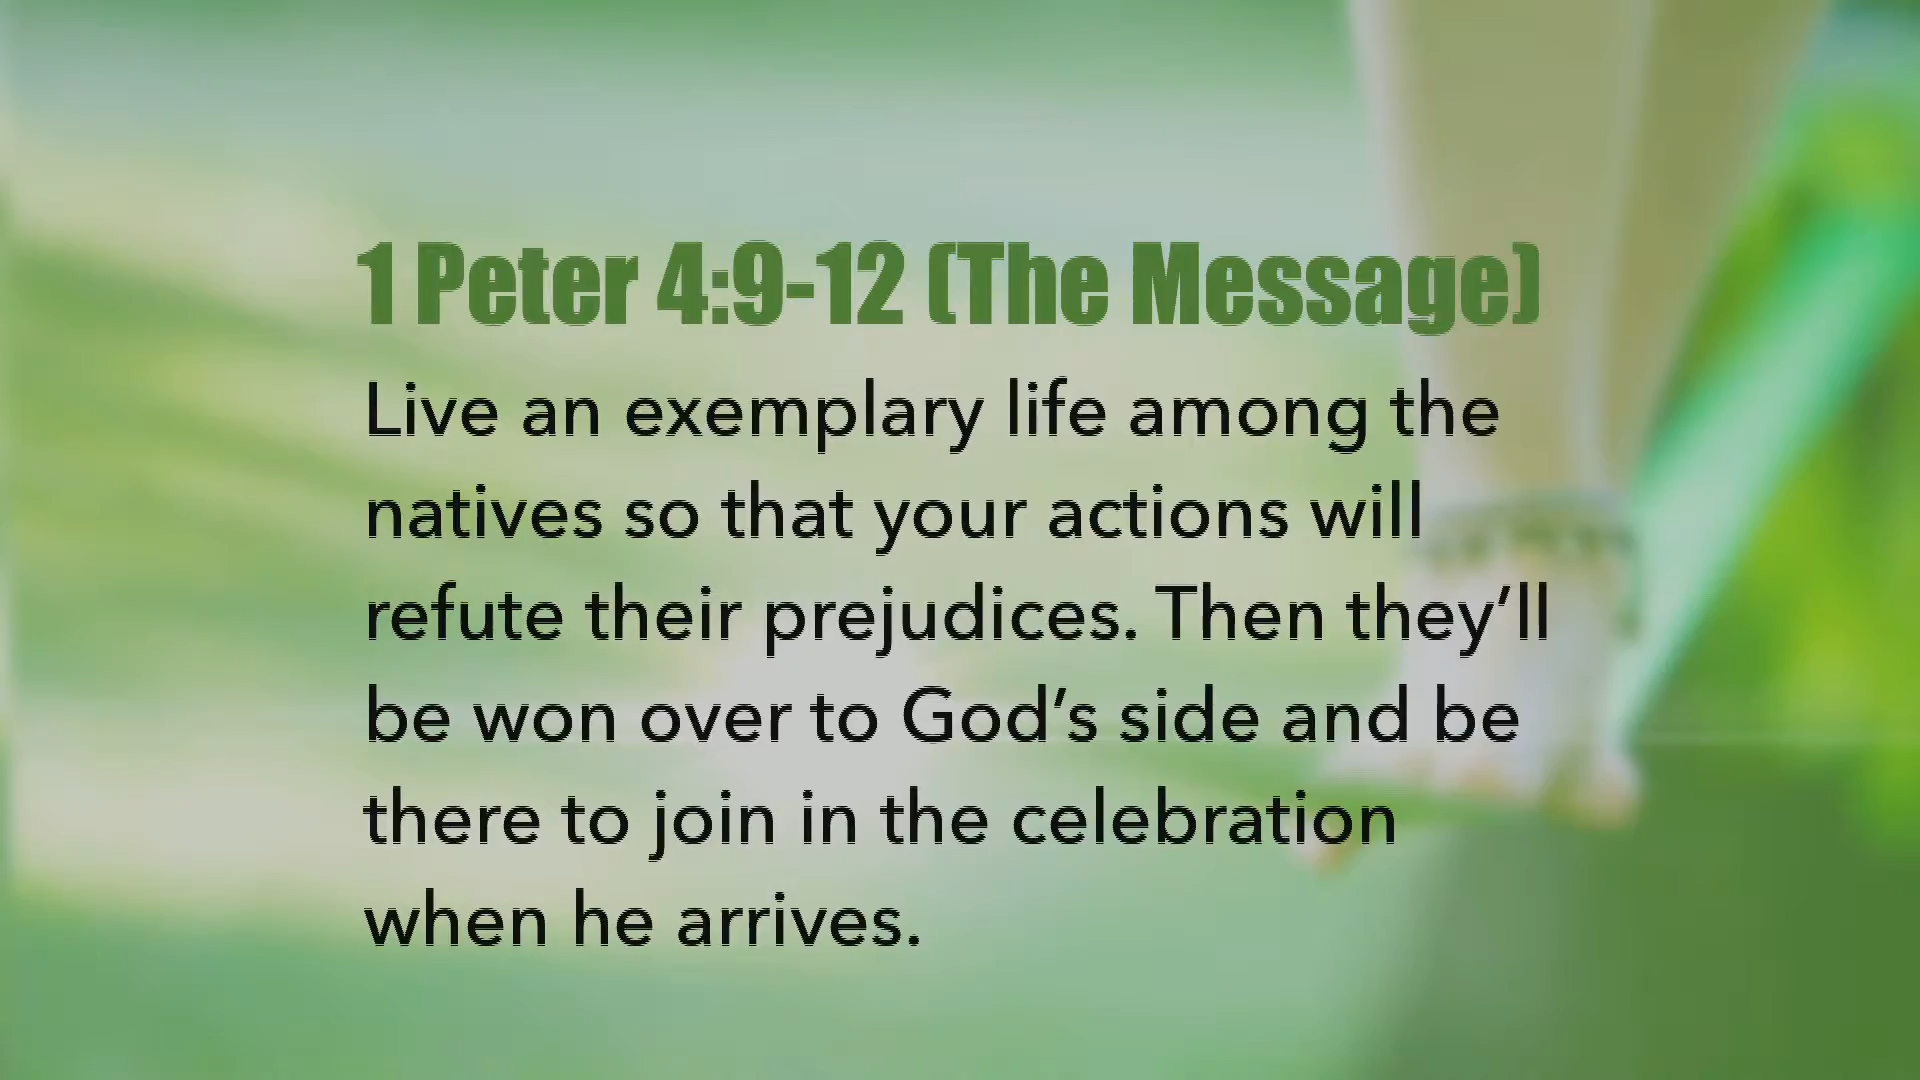 1 Peter 4:9-12 (The Message)
Live an exemplary life among the
natives so that your actions will
refute their prejudices. Then they’ll
be won over to God’s side and be
there to join in the celebration
when he arrives.